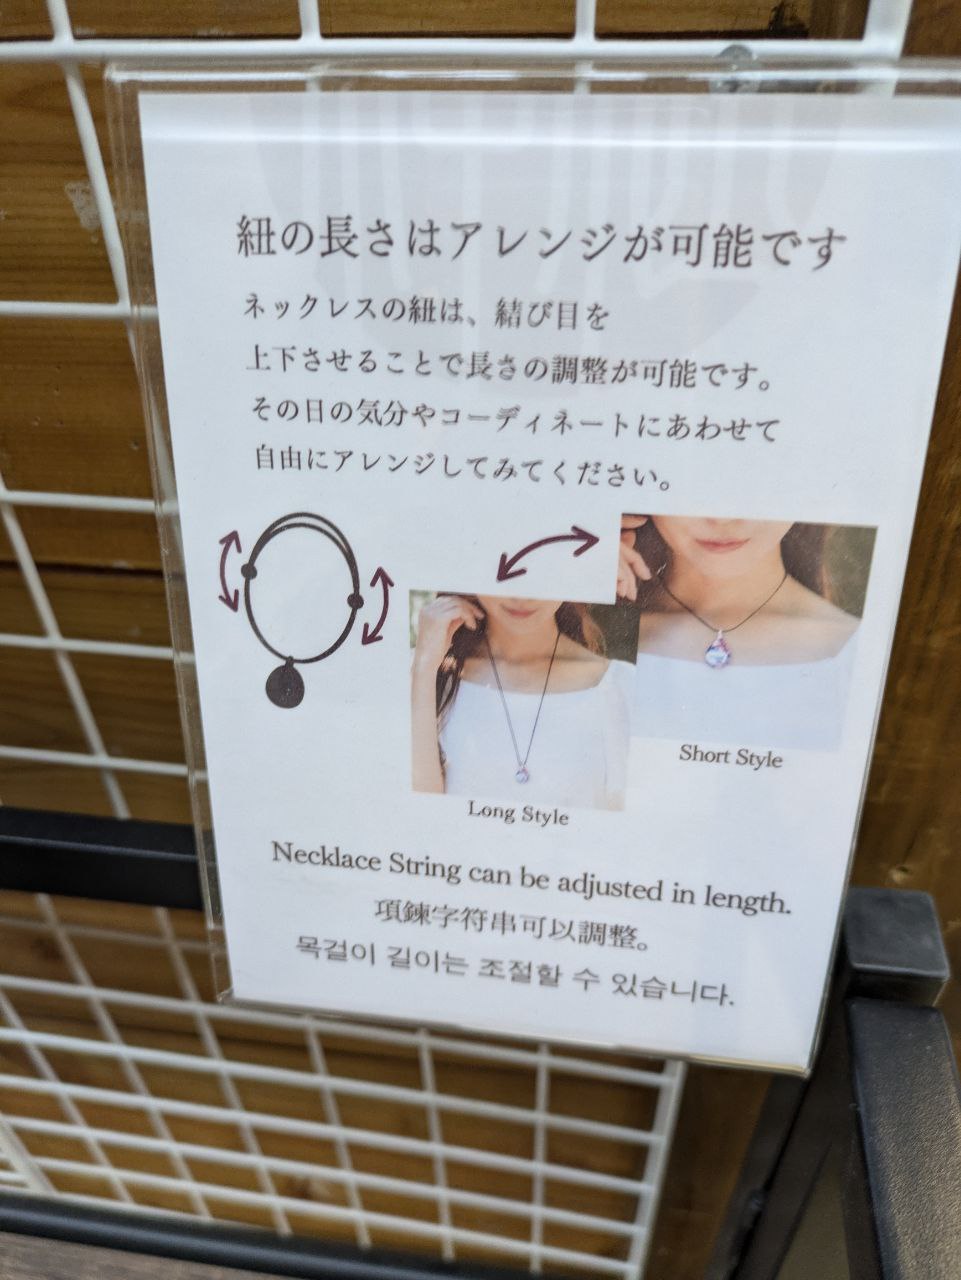 紐の長さはアレンジが可能です
ネックレスの紐は、結び目を
上下させることで長さの調整が可能です。
その日の気分やコーディネートにあわせて
自由にアレンジしてみてください。
Short Style
Long Style
Necklace String can be adjusted in length.
項鍊字符串可以調整。
목걸이 길이는 조절할 수 있습니다.